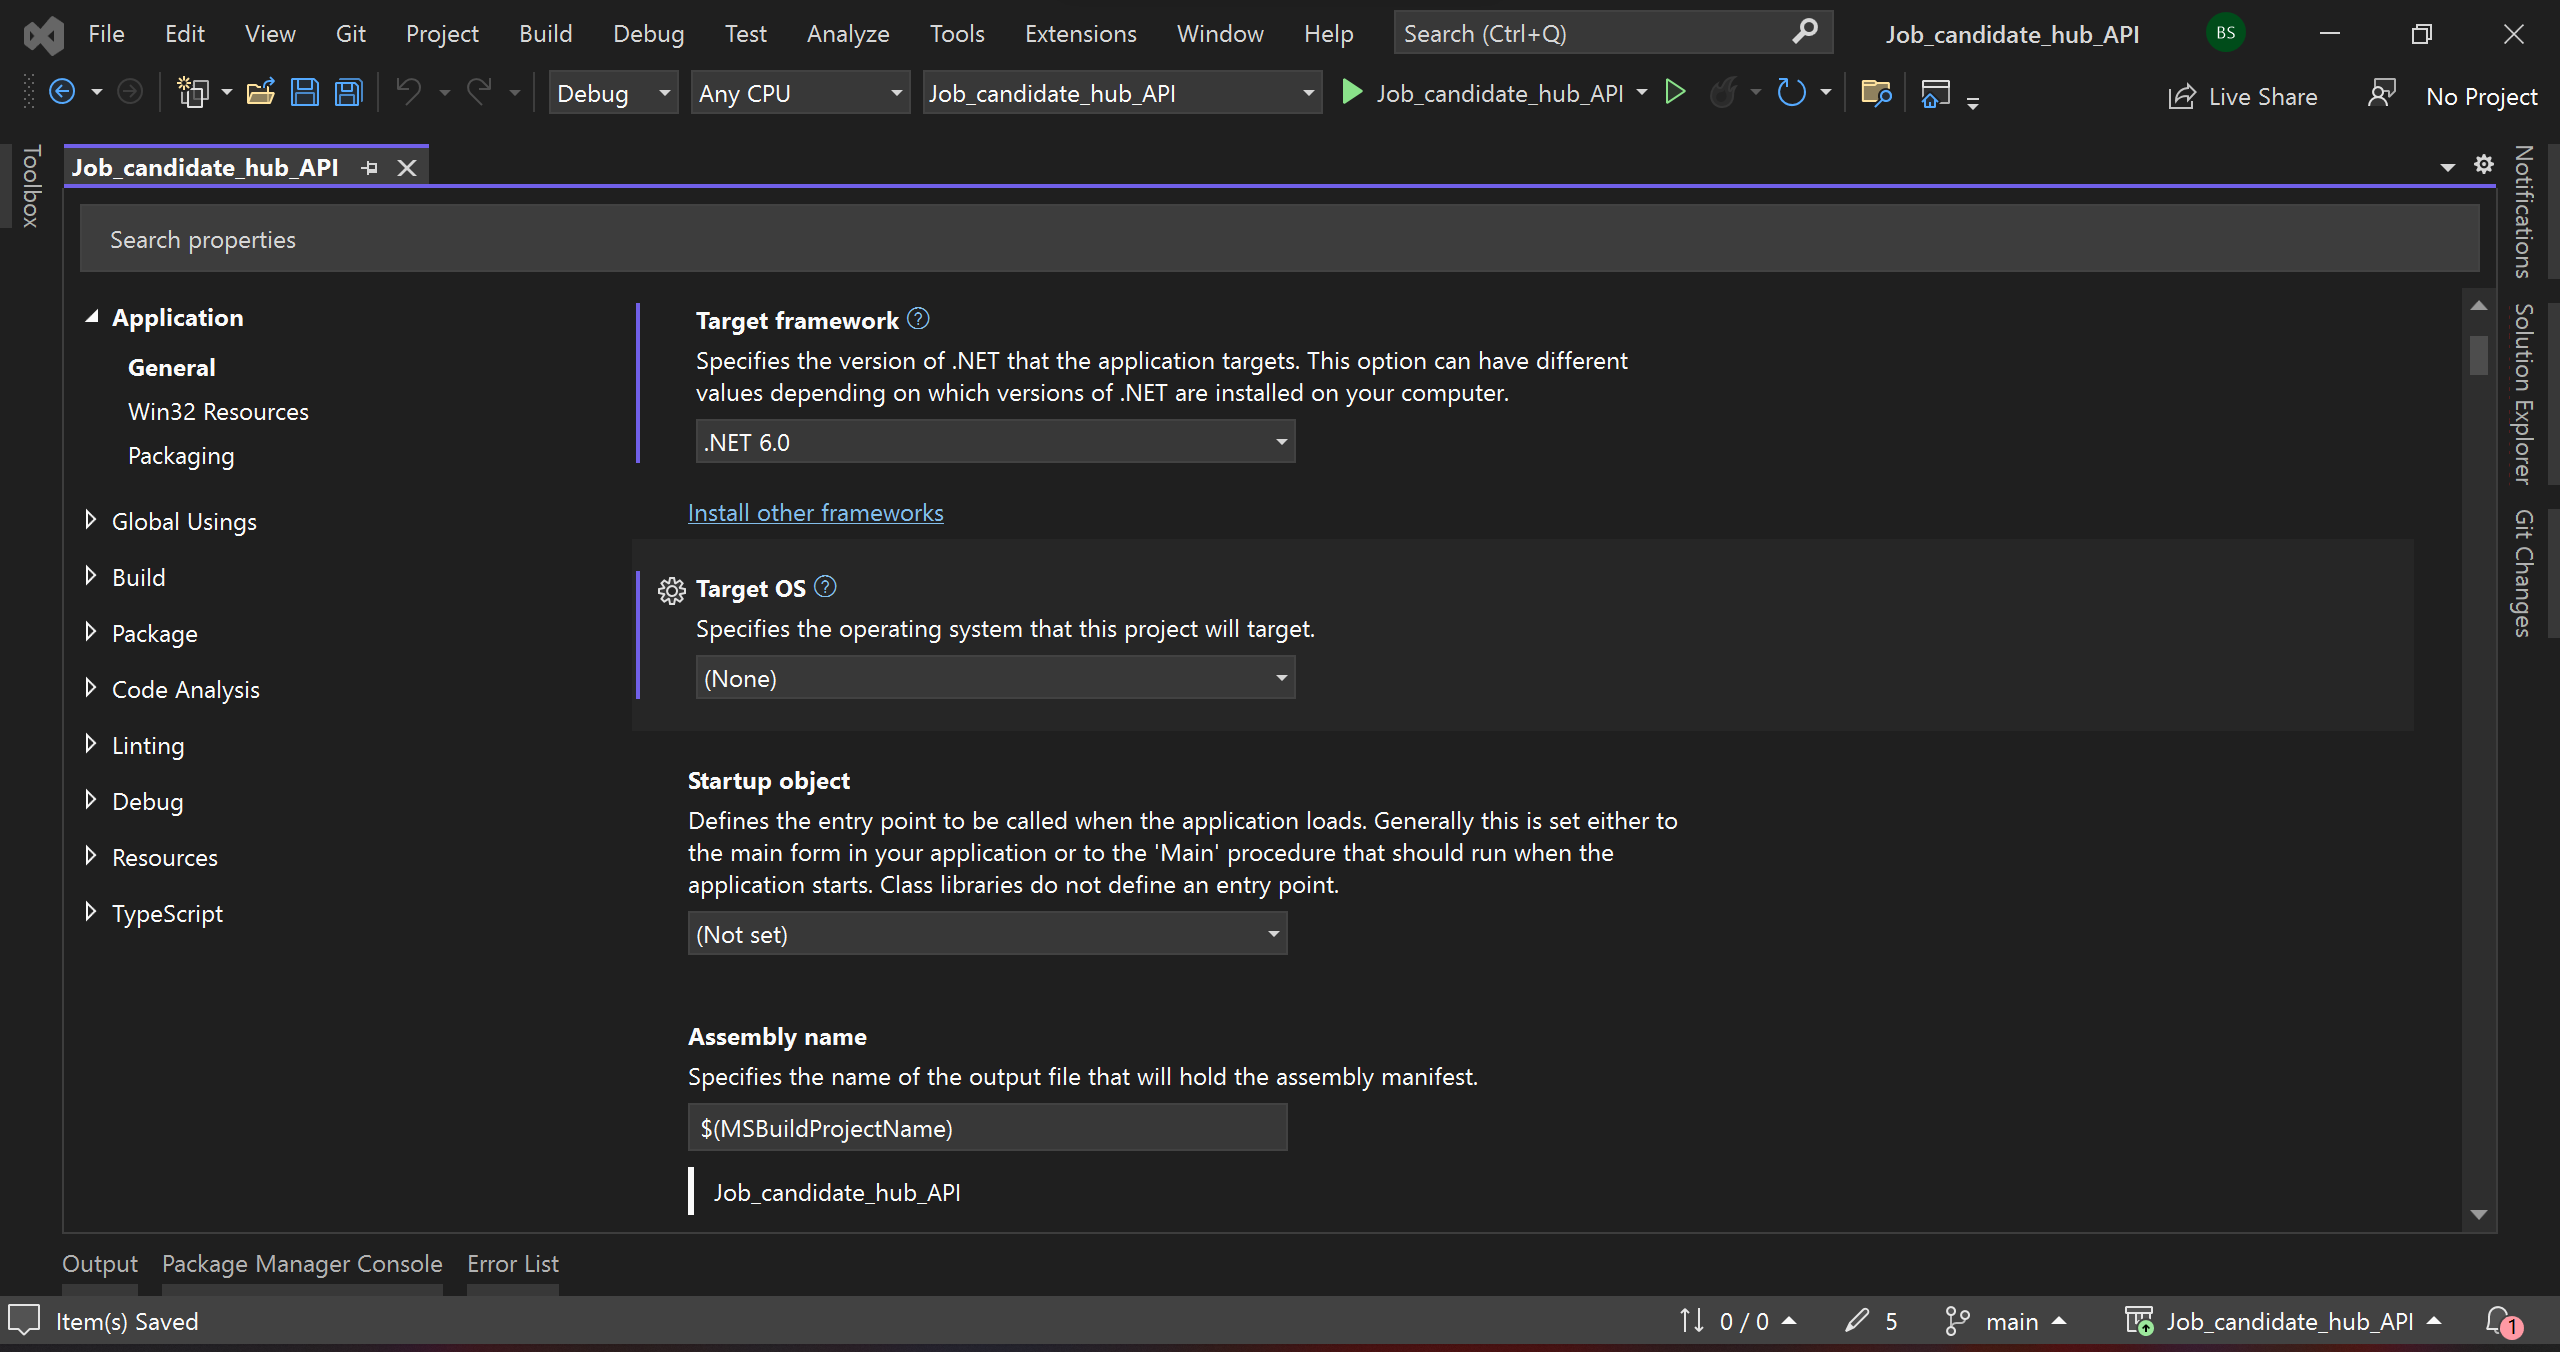 File Edit View Git Project Build Debug Test Analyze Tools Extensions Window Help Search (Ctrl+Q) Job_candidate_hub_API BS
Debug Any CPU Job_candidate_hub_API Job_candidate_hub_API Live Share No Project
Toolbox
Job_candidate_hub_API
Notifications
Solution Explorer
Git Changes
Search properties
Application
General
Win32 Resources
Packaging
Global Usings
Build
Package
Code Analysis
Linting
Debug
Resources
TypeScript
Target framework ?
Specifies the version of .NET that the application targets. This option can have different
values depending on which versions of .NET are installed on your computer.
.NET 6.0
Install other frameworks
Target OS ?
Specifies the operating system that this project will target.
(None)
Startup object
Defines the entry point to be called when the application loads. Generally this is set either to
the main form in your application or to the 'Main' procedure that should run when the
application starts. Class libraries do not define an entry point.
(Not set)
Assembly name
Specifies the name of the output file that will hold the assembly manifest.
$(MSBuildProjectName)
Job_candidate_hub_API
Output Package Manager Console Error List
Item(s) Saved 0 / 0 5 main Job_candidate_hub_API 1